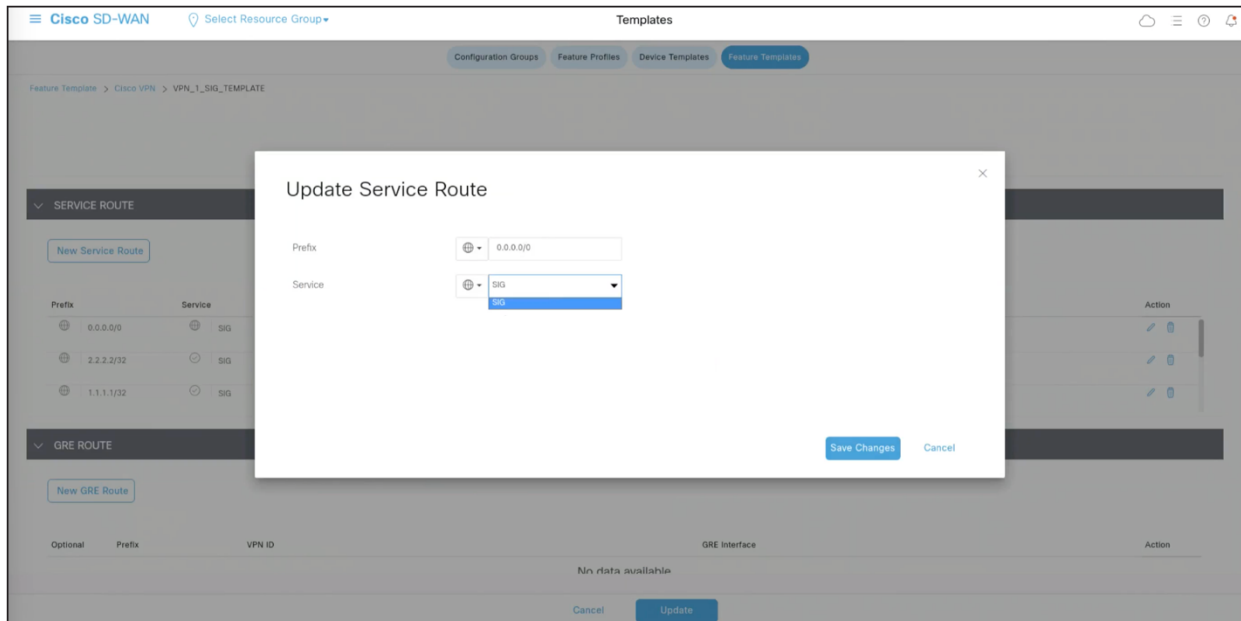 Cisco SD-WAN
Select Resource Group
Templates
Configuration Groups
Feature Profiles
Device Templates
Feature Templates
Feature Template > Cisco VPN > VPN_1_SIG_TEMPLATE
Update Service Route
SERVICE ROUTE
New Service Route
Prefix
0.0.0.0/0
Service
SIG
SIG
Prefix Service Action
0.0.0.0/0 SIG
2.2.2.2/32 SIG
1.1.1.1/32 SIG
Save Changes
Cancel
GRE ROUTE
New GRE Route
Optional Prefix VPN ID GRE Interface Action
No data available
Cancel
Update